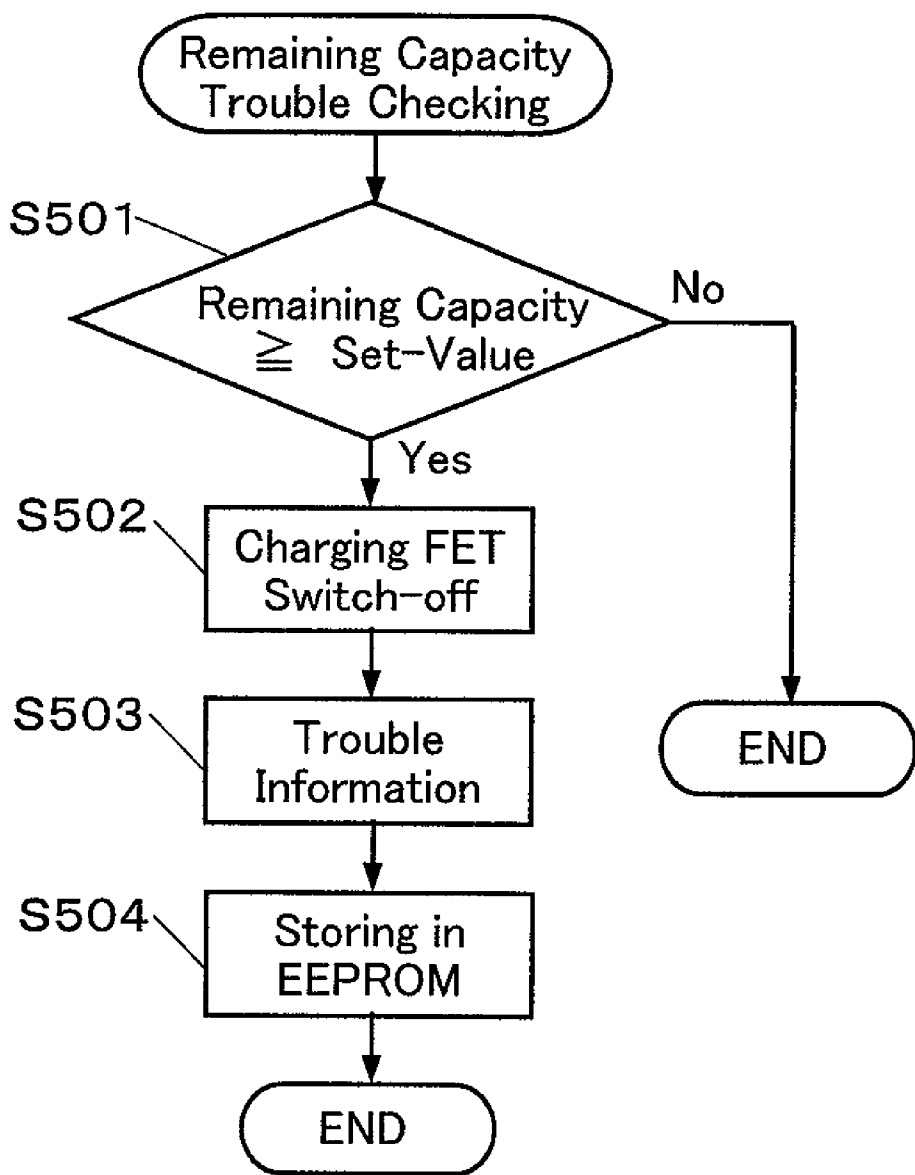 Remaining Capacity
Trouble Checking
S501
Remaining Capacity
≧ Set-Value
No
Yes
S502
Charging FET
Switch-off
S503
Trouble
Information
END
S504
Storing in
EEPROM
END